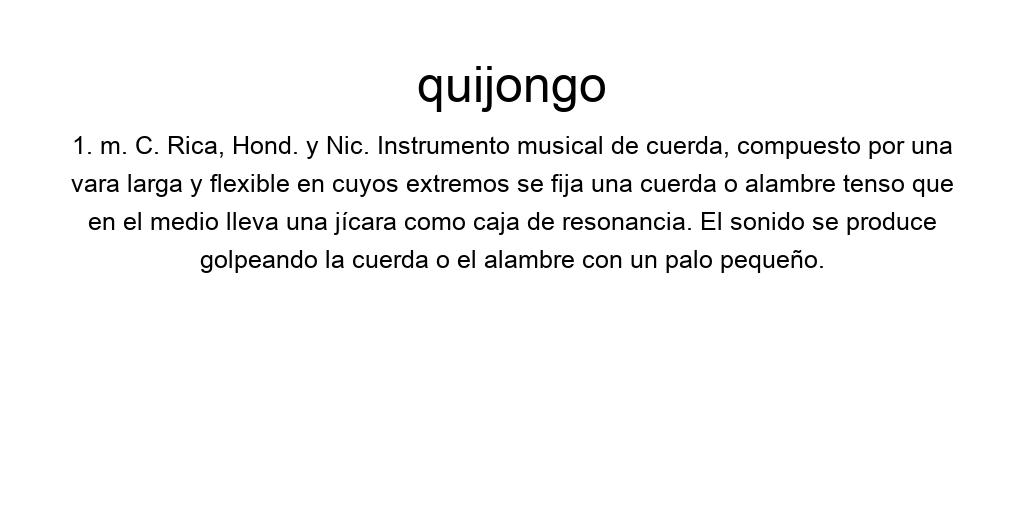 quijongo
1. m. C. Rica, Hond. y Nic. Instrumento musical de cuerda, compuesto por una
vara larga y flexible en cuyos extremos se fija una cuerda o alambre tenso que
en el medio lleva una jícara como caja de resonancia. El sonido se produce
golpeando la cuerda o el alambre con un palo pequeño.